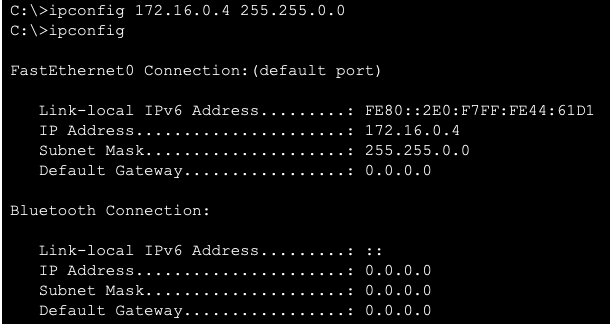 C:\>ipconfig 172.16.0.4 255.255.0.0
C:\>ipconfig
FastEthernet0 Connection:(default port)
Link-local IPv6 Address.........: FE80::2E0:F7FF:FE44:61D1
IP Address......................: 172.16.0.4
Subnet Mask.....................: 255.255.0.0
Default Gateway.................: 0.0.0.0
Bluetooth Connection:
Link-local IPv6 Address.........: ::
IP Address......................: 0.0.0.0
Subnet Mask.....................: 0.0.0.0
Default Gateway.................: 0.0.0.0